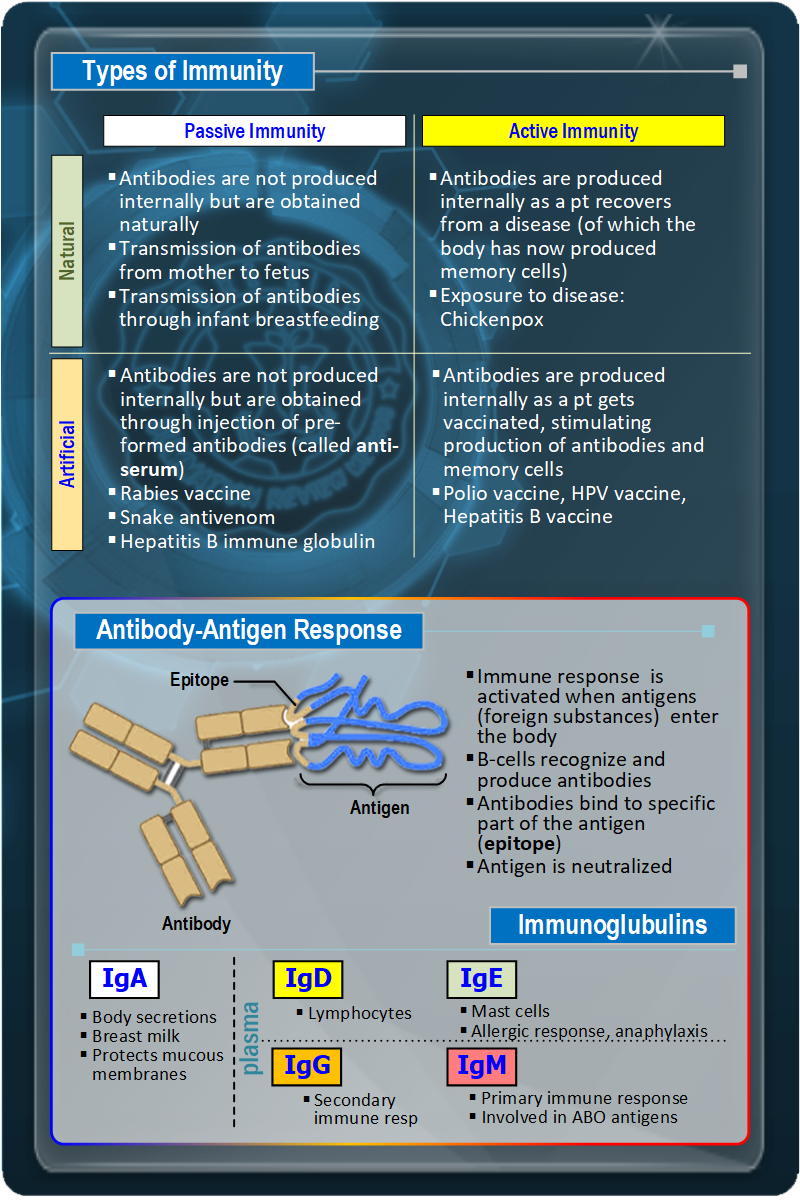 Types of Immunity
Passive Immunity
Active Immunity
Natural
▪Antibodies are not produced
internally but are obtained
naturally
▪Transmission of antibodies
from mother to fetus
▪Transmission of antibodies
through infant breastfeeding
▪Antibodies are produced
internally as a pt recovers
from a disease (of which the
body has now produced
memory cells)
▪Exposure to disease:
Chickenpox
Artificial
▪Antibodies are not produced
internally but are obtained
through injection of pre-
formed antibodies (called anti-
serum)
▪Rabies vaccine
▪Snake antivenom
▪Hepatitis B immune globulin
▪Antibodies are produced
internally as a pt gets
vaccinated, stimulating
production of antibodies and
memory cells
▪Polio vaccine, HPV vaccine,
Hepatitis B vaccine
Antibody-Antigen Response
Epitope
Antigen
Antibody
▪Immune response is
activated when antigens
(foreign substances) enter
the body
▪B-cells recognize and
produce antibodies
▪Antibodies bind to specific
part of the antigen
(epitope)
▪Antigen is neutralized
Immunoglubulins
IgA
▪ Body secretions
▪ Breast milk
▪ Protects mucous
membranes
plasma
IgD
▪ Lymphocytes
IgE
▪ Mast cells
▪ Allergic response, anaphylaxis
IgG
▪ Secondary
immune resp
IgM
▪ Primary immune response
▪ Involved in ABO antigens